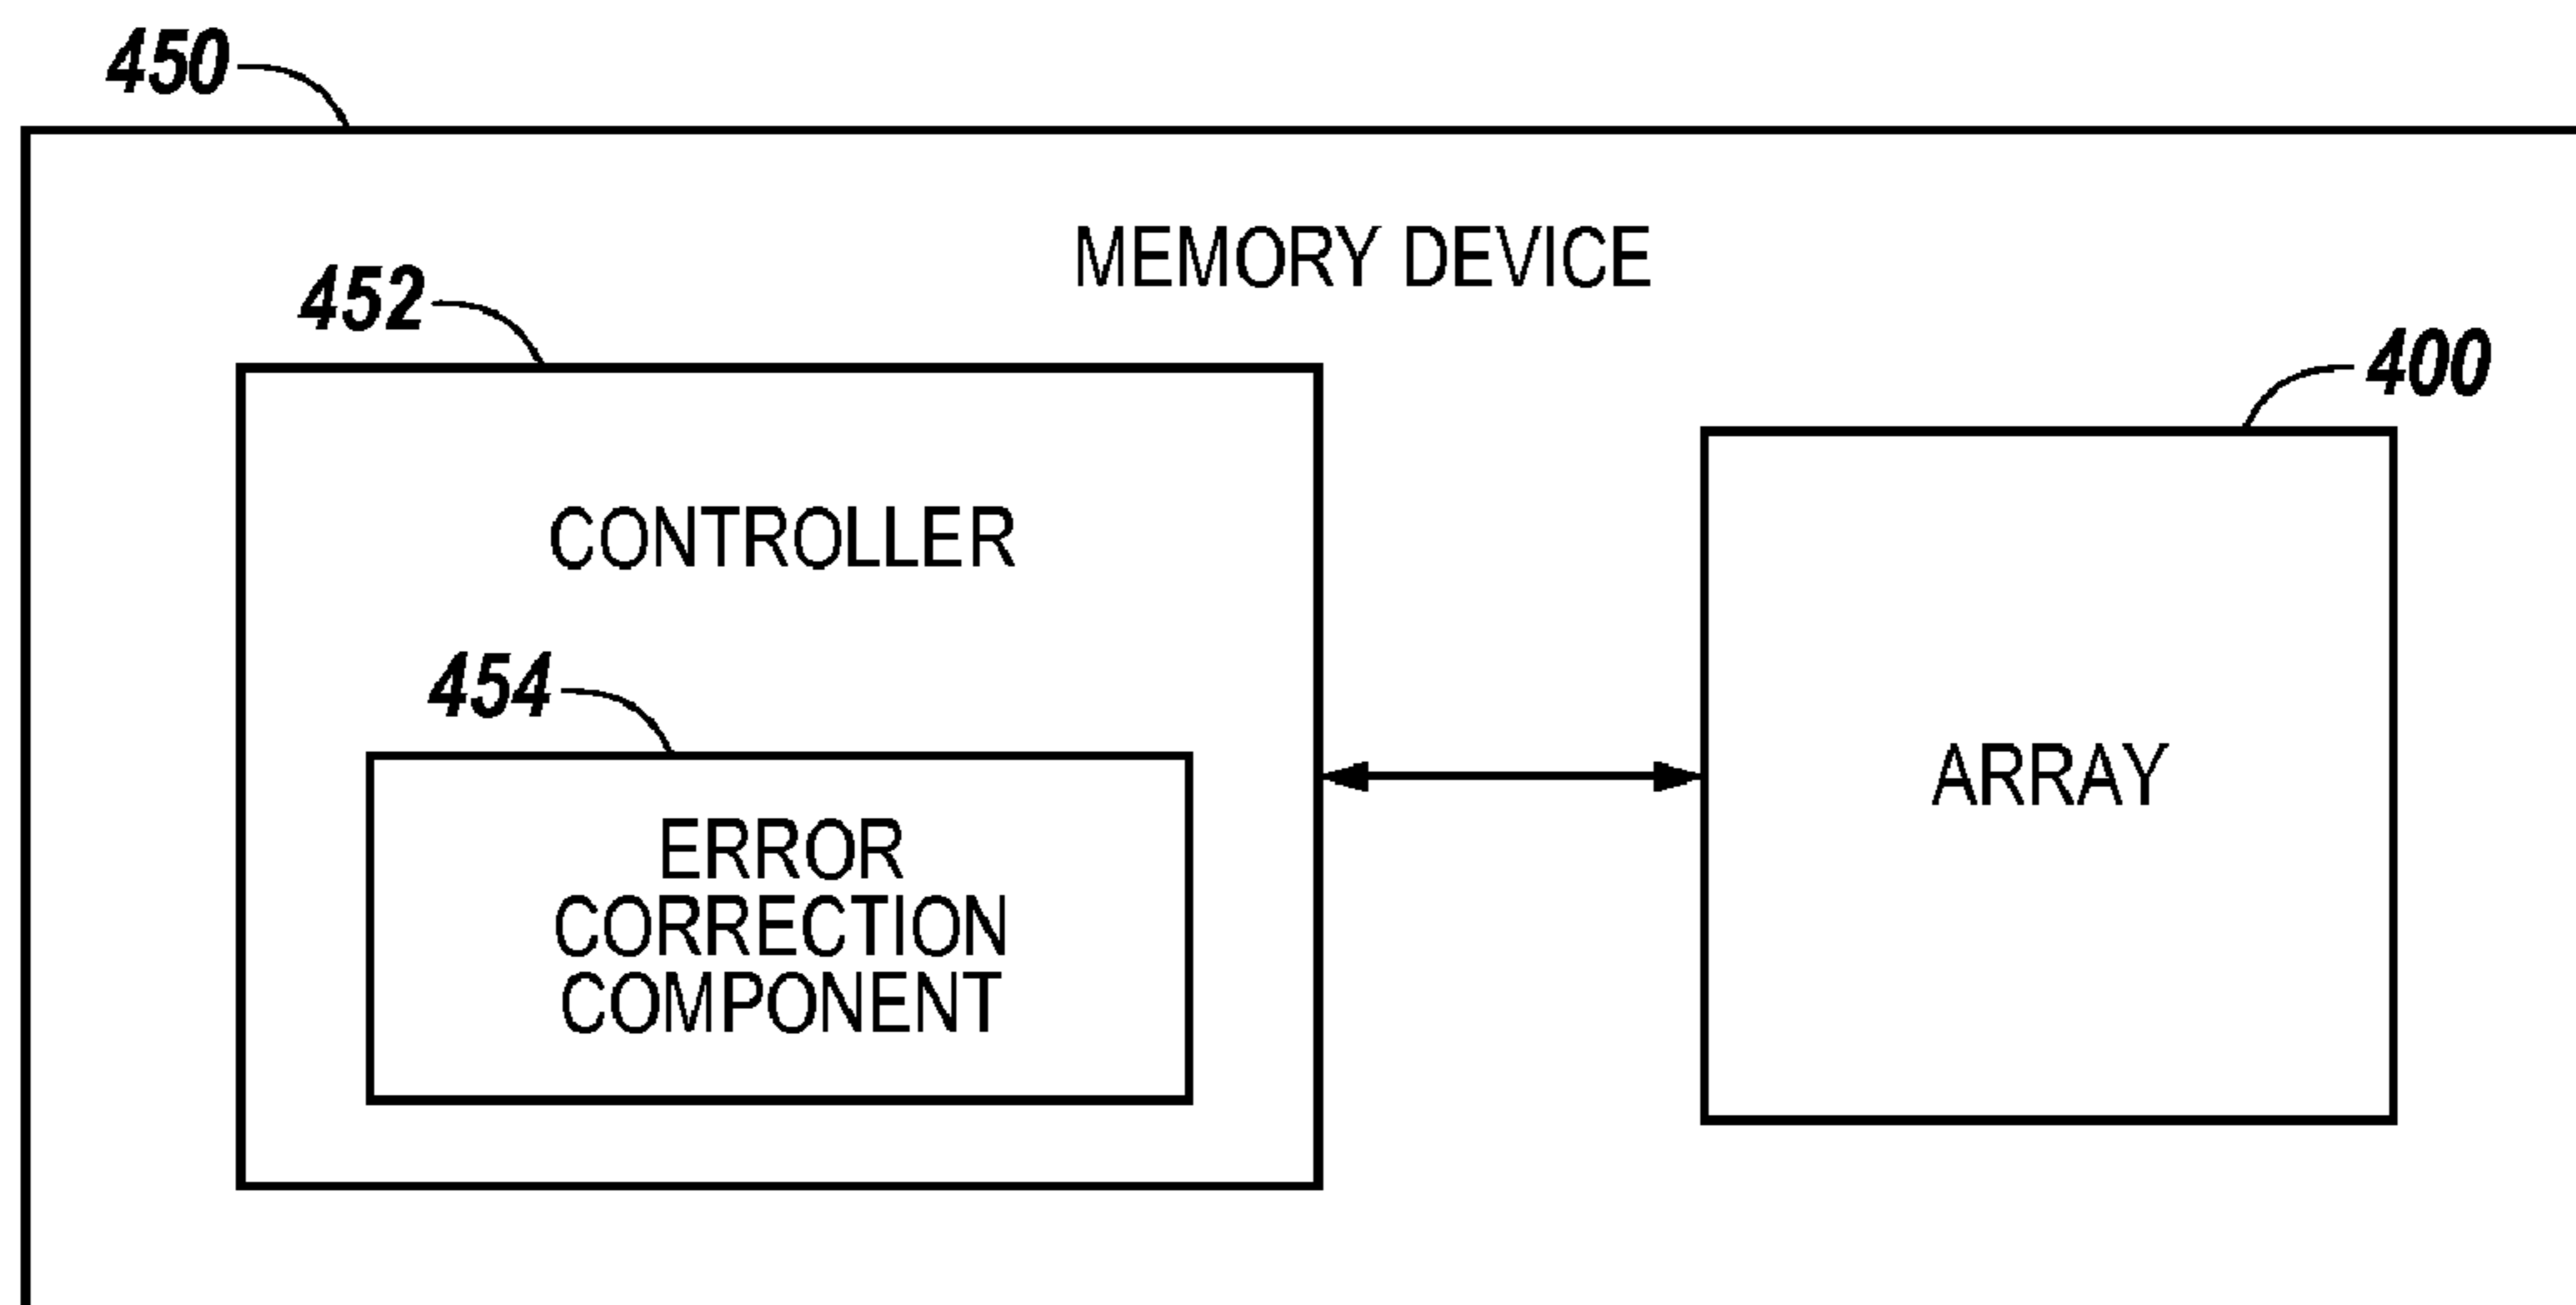 450
MEMORY DEVICE
452
400
CONTROLLER
454
ARRAY
ERROR
CORRECTION
COMPONENT